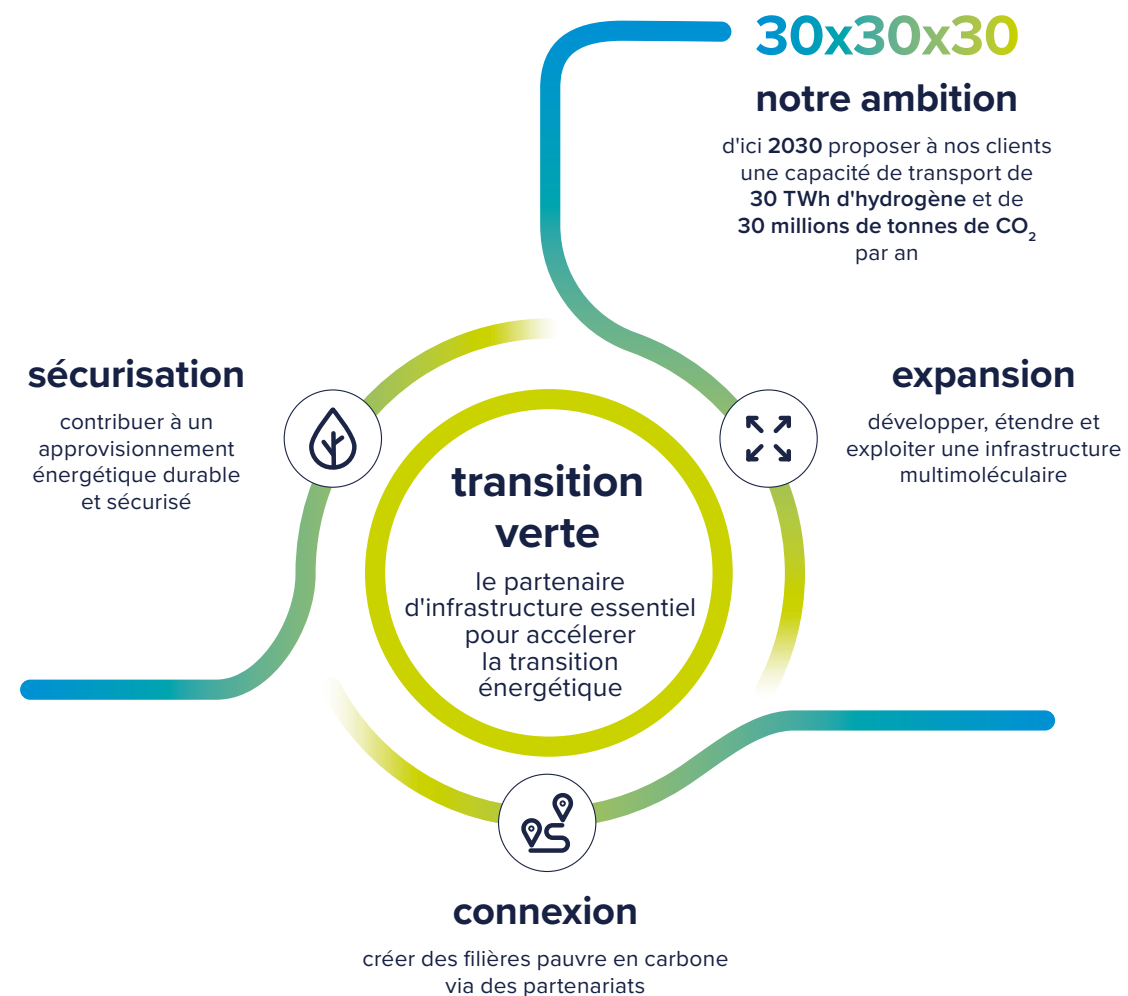 30x30x30
notre ambition
d'ici 2030 proposer à nos clients
une capacité de transport de
30 TWh d'hydrogène et de
30 millions de tonnes de CO₂
par an
sécurisation
contribuer à un
approvisionnement
énergétique durable
et sécurisé
expansion
développer, étendre et
exploiter une infrastructure
multimoléculaire
transition
verte
le partenaire
d'infrastructure essentiel
pour accélerer
la transition
énergétique
connexion
créer des filières pauvre en carbone
via des partenariats